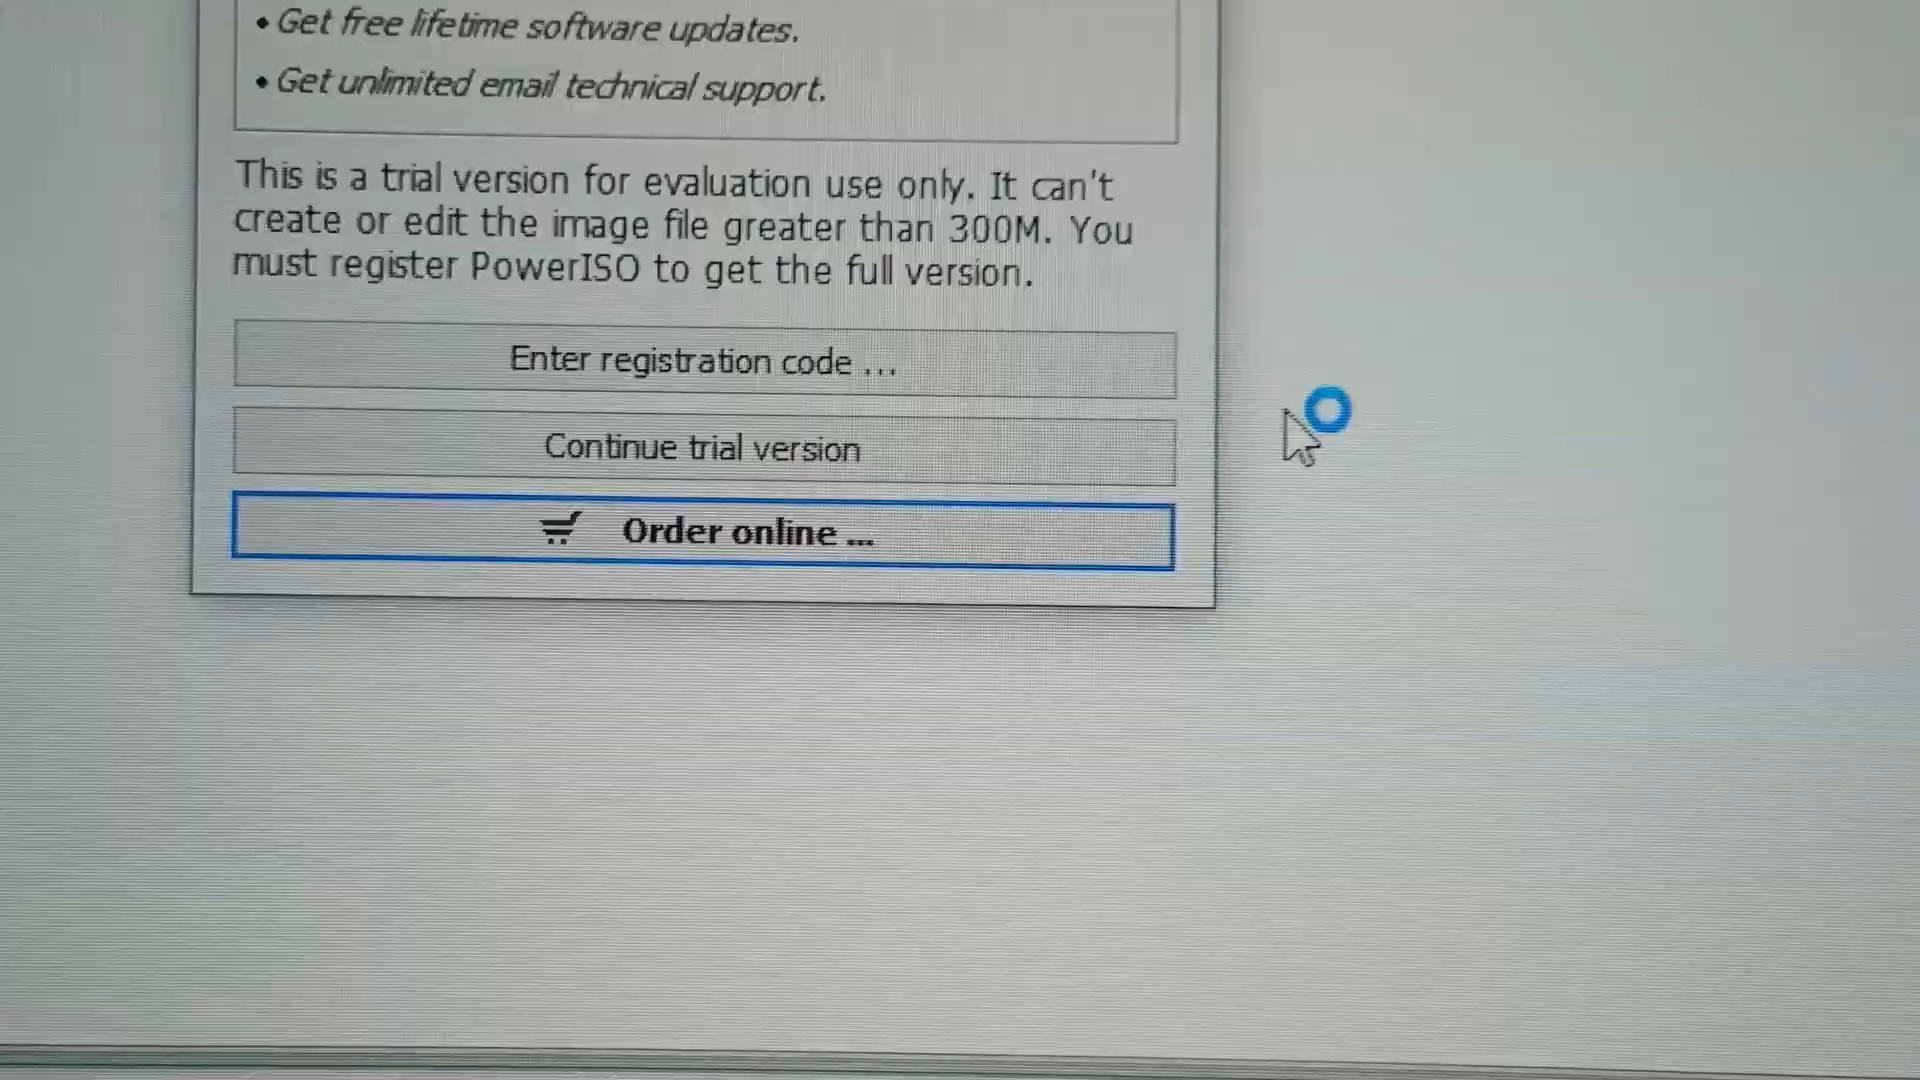 • Get free lifetime software updates.
• Get unlimited email technical support.
This is a trial version for evaluation use only. It can't
create or edit the image file greater than 300M. You
must register PowerISO to get the full version.
Enter registration code ...
Continue trial version
Order online ...